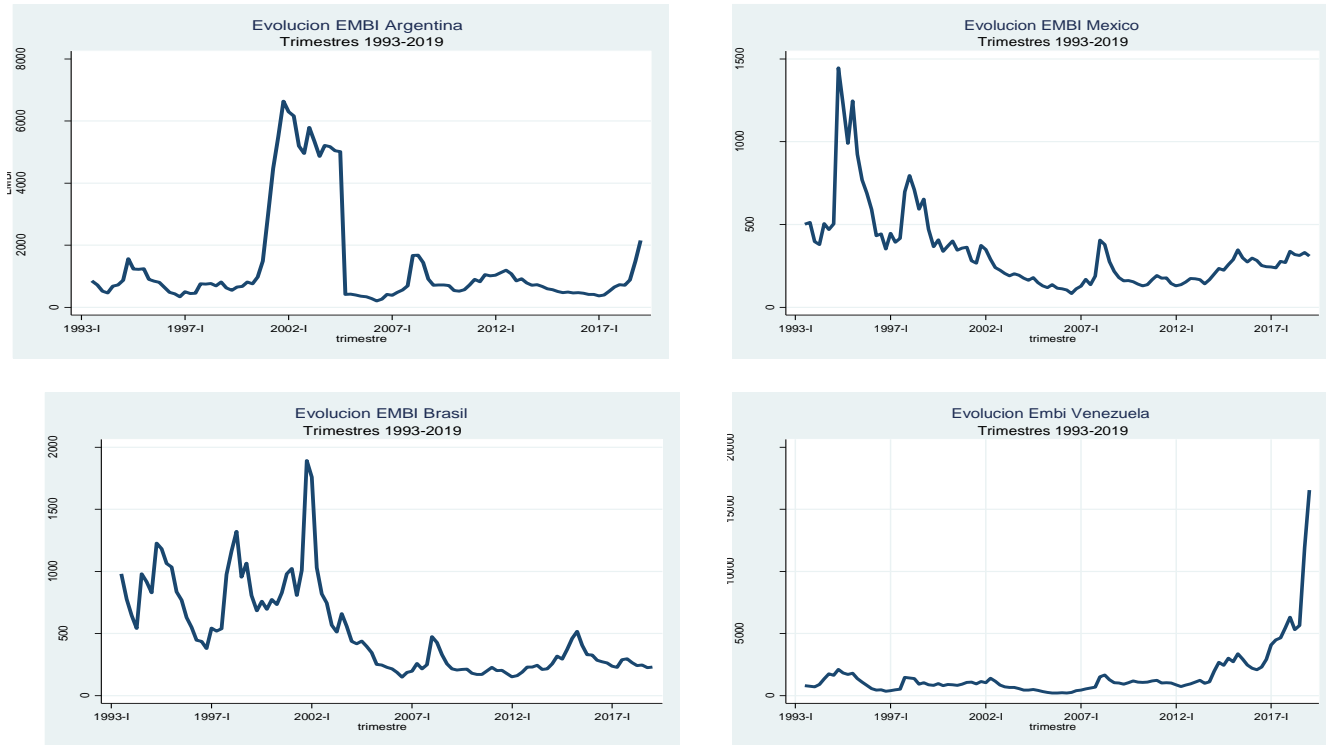 Evolucion EMBI Argentina
Trimestres 1993-2019
8000
6000
4000
2000
0
1993-I 1997-I 2002-I 2007-I 2012-I 2017-I
trimestre
Evolucion EMBI Mexico
Trimestres 1993-2019
1500
1000
500
0
1993-I 1997-I 2002-I 2007-I 2012-I 2017-I
trimestre
Evolucion EMBI Brasil
Trimestres 1993-2019
2000
1500
1000
500
0
1993-I 1997-I 2002-I 2007-I 2012-I 2017-I
trimestre
Evolucion Embi Venezuela
Trimestres 1993-2019
20000
15000
10000
5000
0
1993-I 1997-I 2002-I 2007-I 2012-I 2017-I
trimestre